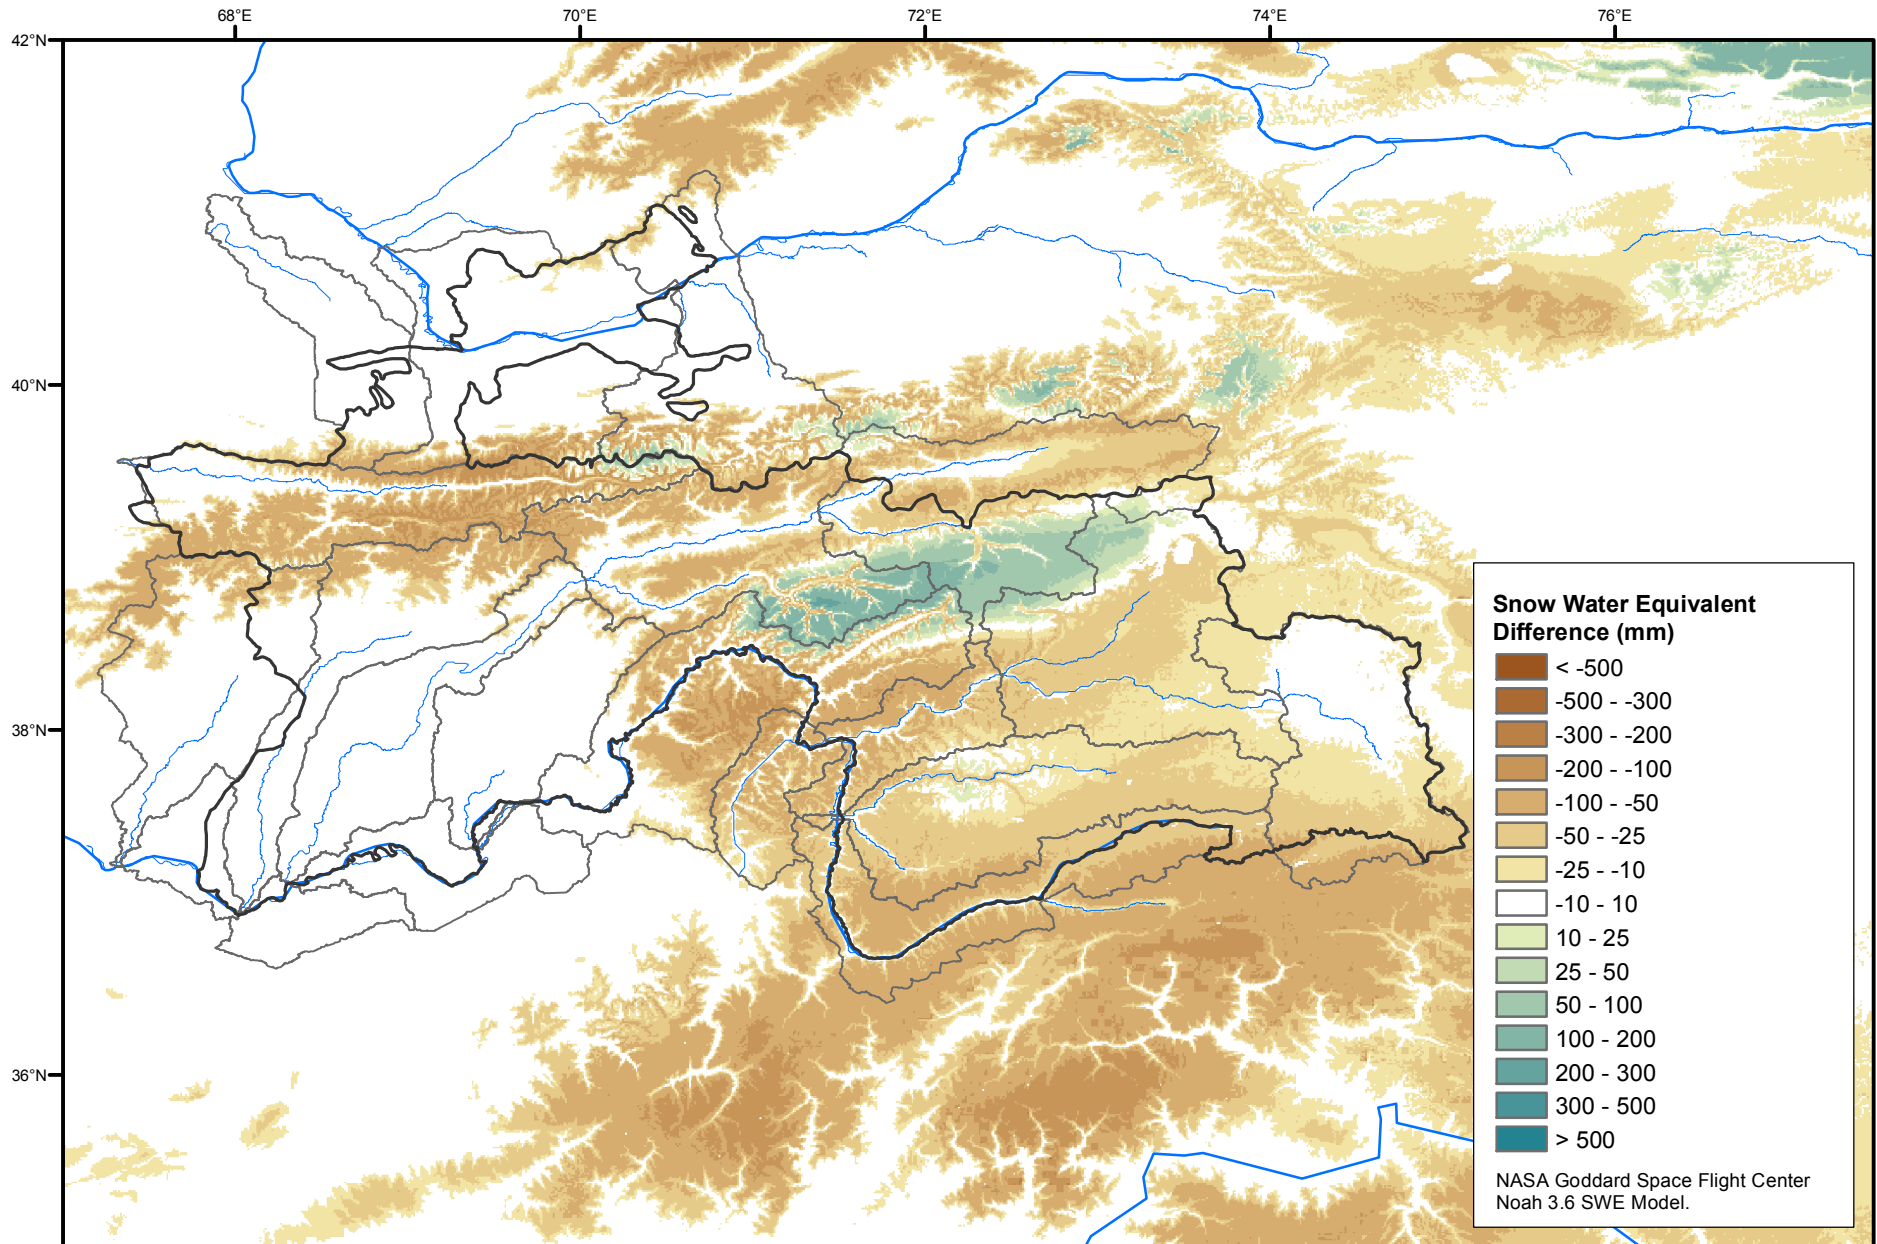 68°E
70°E
72°E
74°E
76°E
42°N
40°N
38°N
36°N
Snow Water Equivalent
Difference (mm)
< -500
-500 - -300
-300 - -200
-200 - -100
-100 - -50
-50 - -25
-25 - -10
-10 - 10
10 - 25
25 - 50
50 - 100
100 - 200
200 - 300
300 - 500
> 500
NASA Goddard Space Flight Center
Noah 3.6 SWE Model.